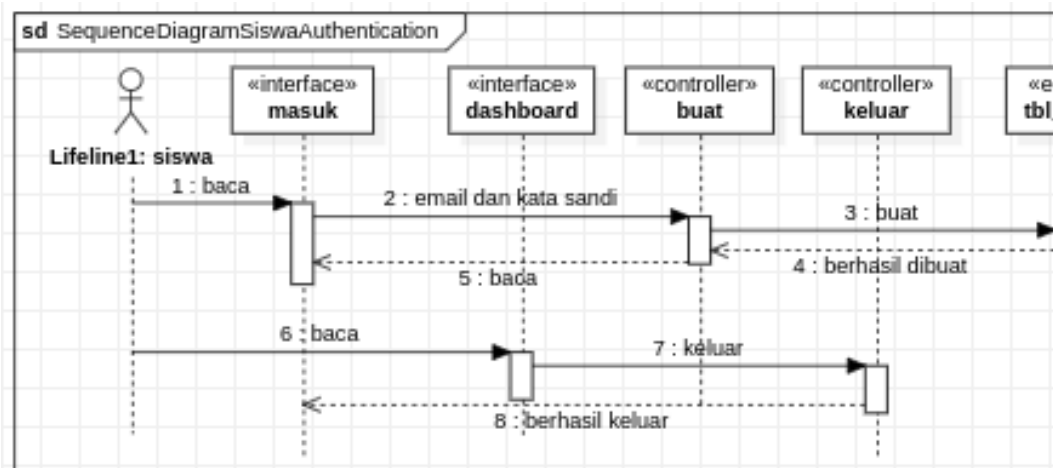 sd SequenceDiagramSiswaAuthentication
«interface»
masuk
«interface»
dashboard
«controller»
buat
«controller»
keluar
Lifeline1: siswa
1 : baca
2 : email dan kata sandi
3 : buat
4 : berhasil dibuat
5 : baca
6 : baca
7 : keluar
8 : berhasil keluar